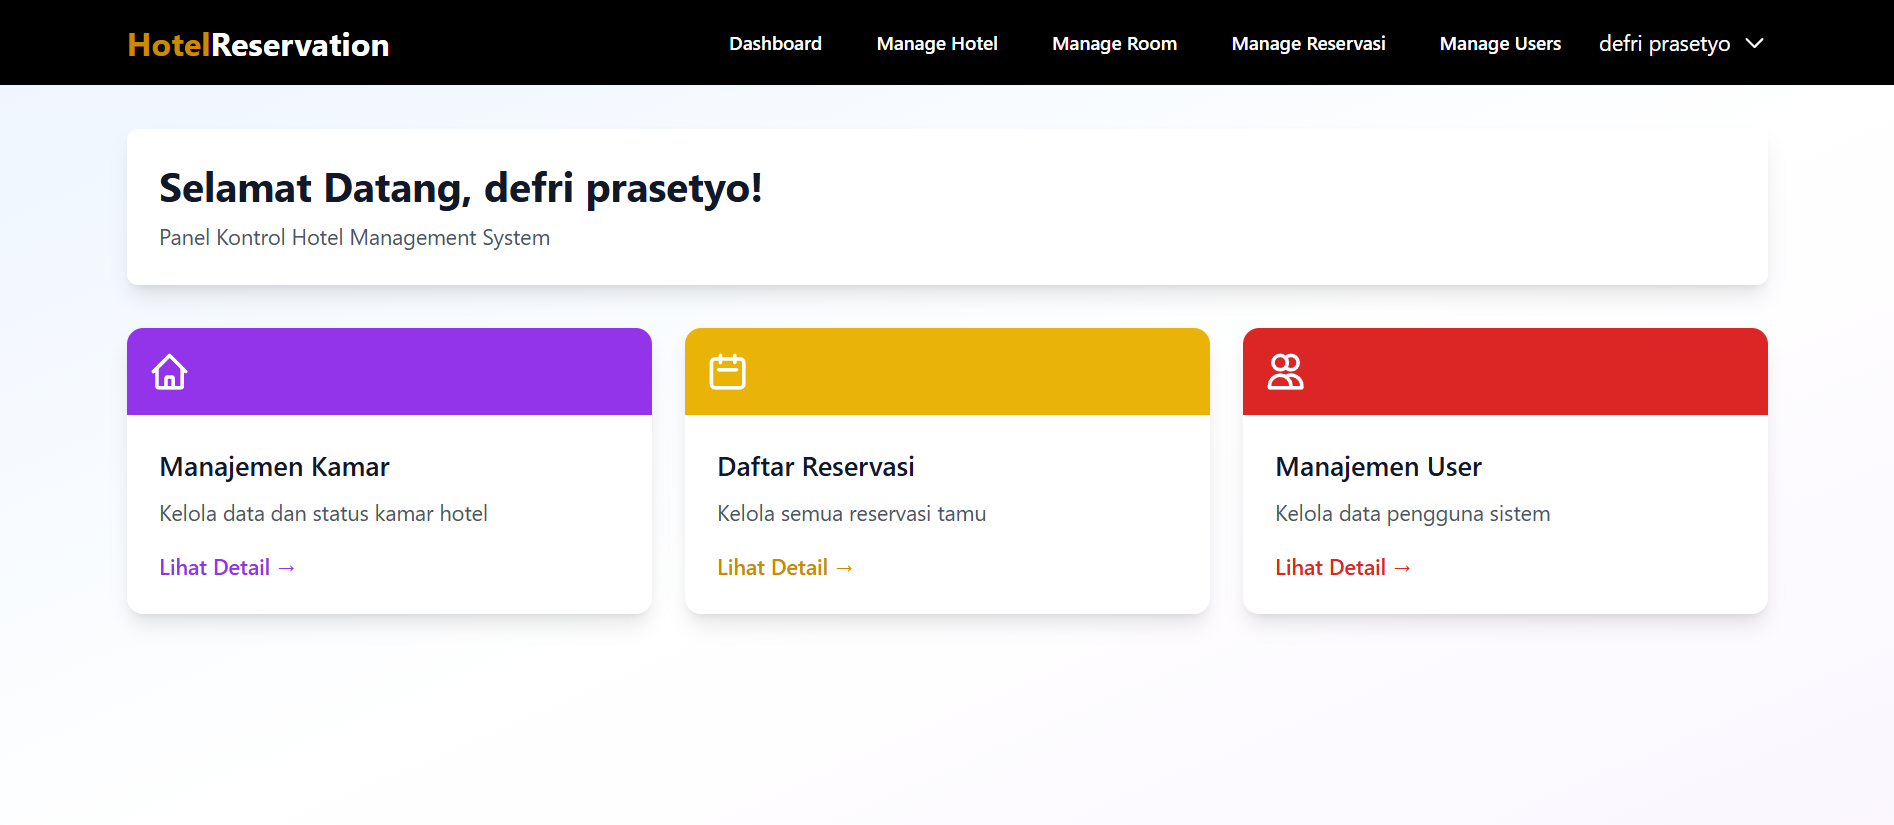 HotelReservation
Dashboard
Manage Hotel
Manage Room
Manage Reservasi
Manage Users
defri prasetyo
Selamat Datang, defri prasetyo!
Panel Kontrol Hotel Management System
Manajemen Kamar
Kelola data dan status kamar hotel
Lihat Detail →
Daftar Reservasi
Kelola semua reservasi tamu
Lihat Detail →
Manajemen User
Kelola data pengguna sistem
Lihat Detail →